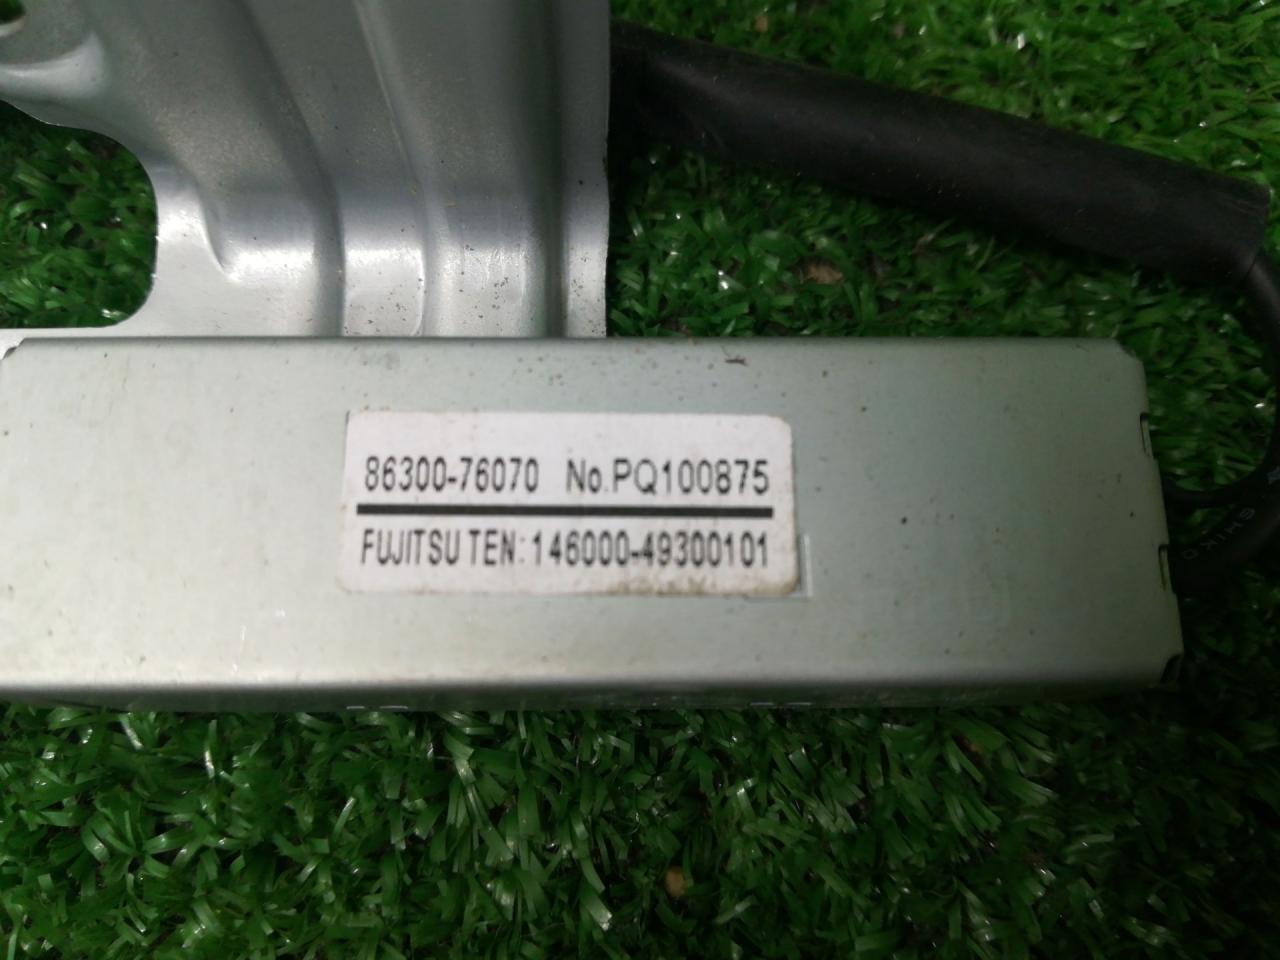 86300-76070 No.PQ100875
FUJITSU TEN:146000-49300101